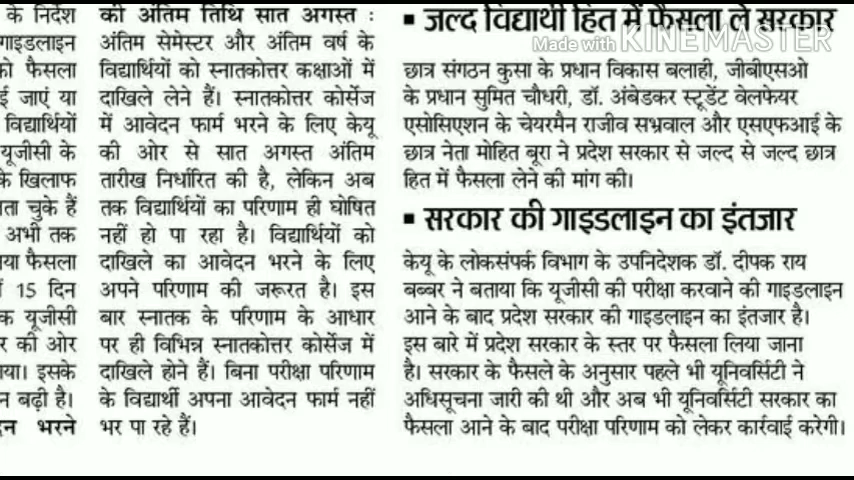 के निर्देश
गाइडलाइन
को फैसला
ई जाएं या
विद्यार्थियों
यूजीसी के
के खिलाफ
ता चुके हैं
अभी तक
या फैसला
15 दिन
क यूजीसी
र की ओर
या। इसके
न बढ़ी है।
न भरने
की अंतिम तिथि सात अगस्त :
अंतिम सेमेस्टर और अंतिम वर्ष के
विद्यार्थियों को स्नातकोत्तर कक्षाओं में
दाखिले लेने हैं। स्नातकोत्तर कोर्सेज
में आवेदन फार्म भरने के लिए केयू
की ओर से सात अगस्त अंतिम
तारीख निर्धारित की है, लेकिन अब
तक विद्यार्थियों का परिणाम ही घोषित
नहीं हो पा रहा है। विद्यार्थियों को
दाखिले का आवेदन भरने के लिए
अपने परिणाम की जरूरत है। इस
बार स्नातक के परिणाम के आधार
पर ही विभिन्न स्नातकोत्तर कोर्सेज में
दाखिले होने हैं। बिना परीक्षा परिणाम
के विद्यार्थी अपना आवेदन फार्म नहीं
भर पा रहे हैं।
▪ जल्द विद्यार्थी हित में फैसला ले सरकार
Made with KINEMASTER
छात्र संगठन कुसा के प्रधान विकास बलाही, जीबीएसओ
के प्रधान सुमित चौधरी, डॉ. अंबेडकर स्टूडेंट वेलफेयर
एसोसिएशन के चेयरमैन राजीव सभ्रवाल और एसएफआई के
छात्र नेता मोहित बूरा ने प्रदेश सरकार से जल्द से जल्द छात्र
हित में फैसला लेने की मांग की।
▪ सरकार की गाइडलाइन का इंतजार
केयू के लोकसंपर्क विभाग के उपनिदेशक डॉ. दीपक राय
बब्बर ने बताया कि यूजीसी की परीक्षा करवाने की गाइडलाइन
आने के बाद प्रदेश सरकार की गाइडलाइन का इंतजार है।
इस बारे में प्रदेश सरकार के स्तर पर फैसला लिया जाना
है। सरकार के फैसले के अनुसार पहले भी यूनिवर्सिटी ने
अधिसूचना जारी की थी और अब भी यूनिवर्सिटी सरकार का
फैसला आने के बाद परीक्षा परिणाम को लेकर कार्रवाई करेगी।